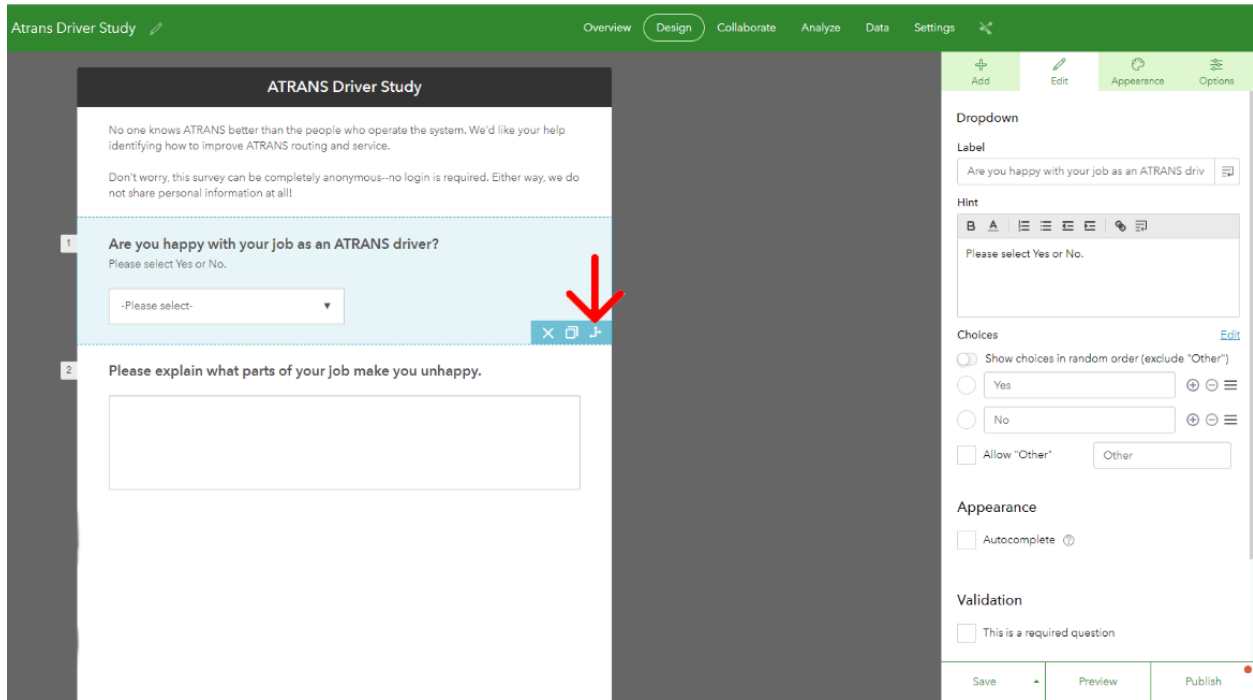 Atrans Driver Study
Overview
Design
Collaborate
Analyze
Data
Settings
ATRANS Driver Study
No one knows ATRANS better than the people who operate the system. We'd like your help
identifying how to improve ATRANS routing and service.
Don't worry, this survey can be completely anonymous--no login is required. Either way, we do
not share personal information at all!
1
Are you happy with your job as an ATRANS driver?
Please select Yes or No.
-Please select-
2
Please explain what parts of your job make you unhappy.
Add
Edit
Appearance
Options
Dropdown
Label
Are you happy with your job as an ATRANS driv
Hint
B A
Please select Yes or No.
Choices
Edit
Show choices in random order (exclude "Other")
Yes
No
Allow "Other"
Other
Appearance
Autocomplete
Validation
This is a required question
Save
Preview
Publish